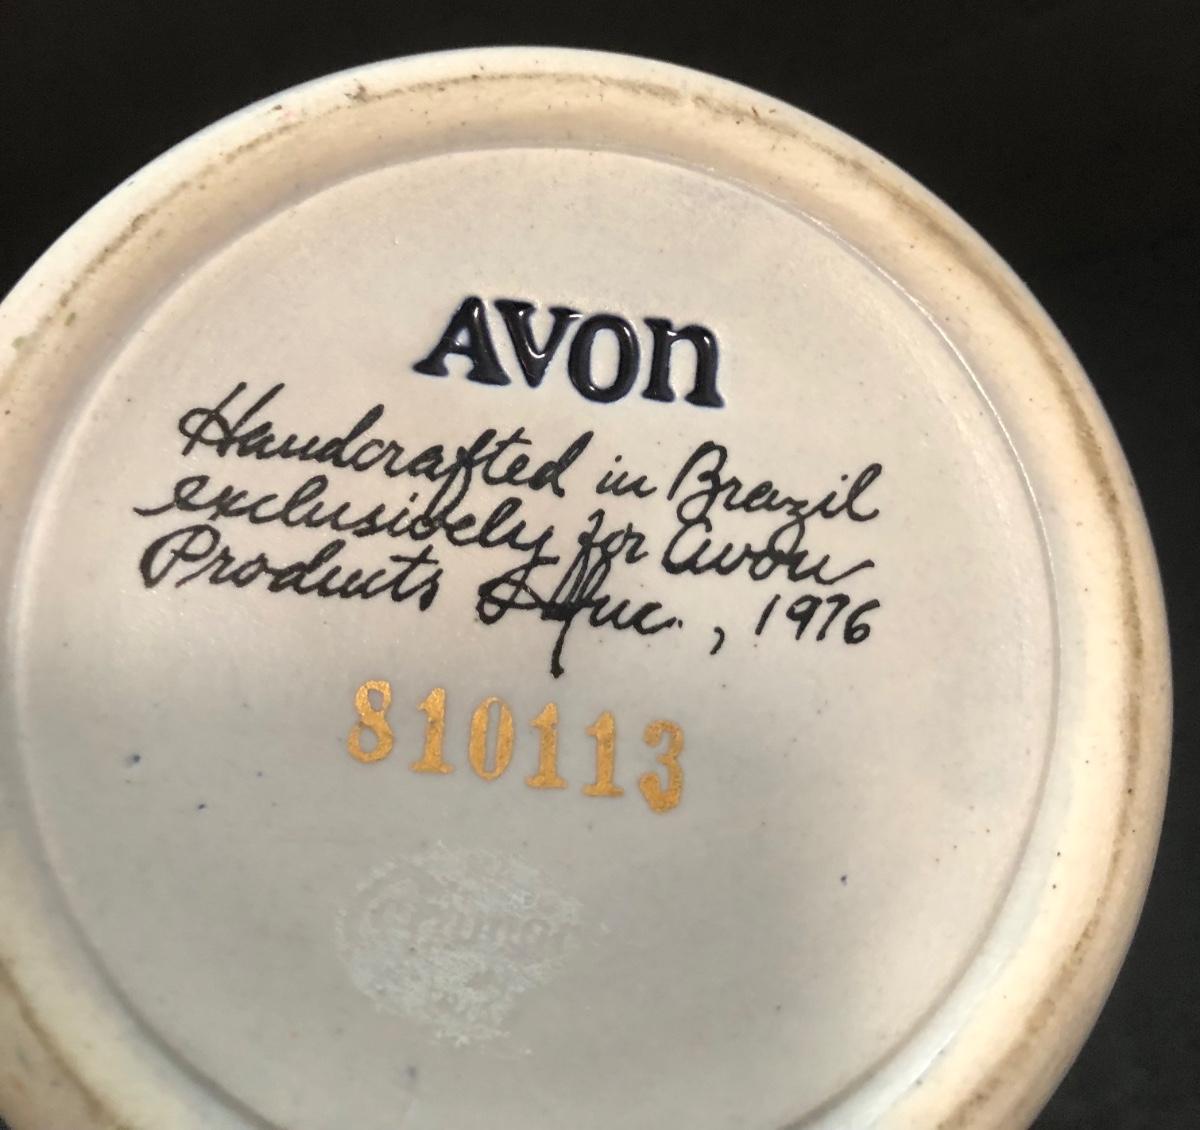 AVON
Handcrafted in Brazil
exclusively for Avon
Products Inc., 1976
810113